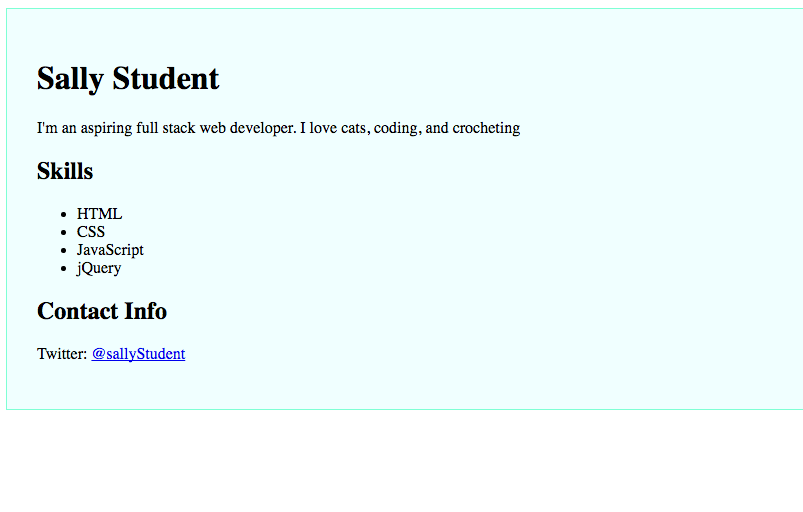 Sally Student
I'm an aspiring full stack web developer. I love cats, coding, and crocheting
Skills
• HTML
• CSS
• JavaScript
• jQuery
Contact Info
Twitter: @sallyStudent